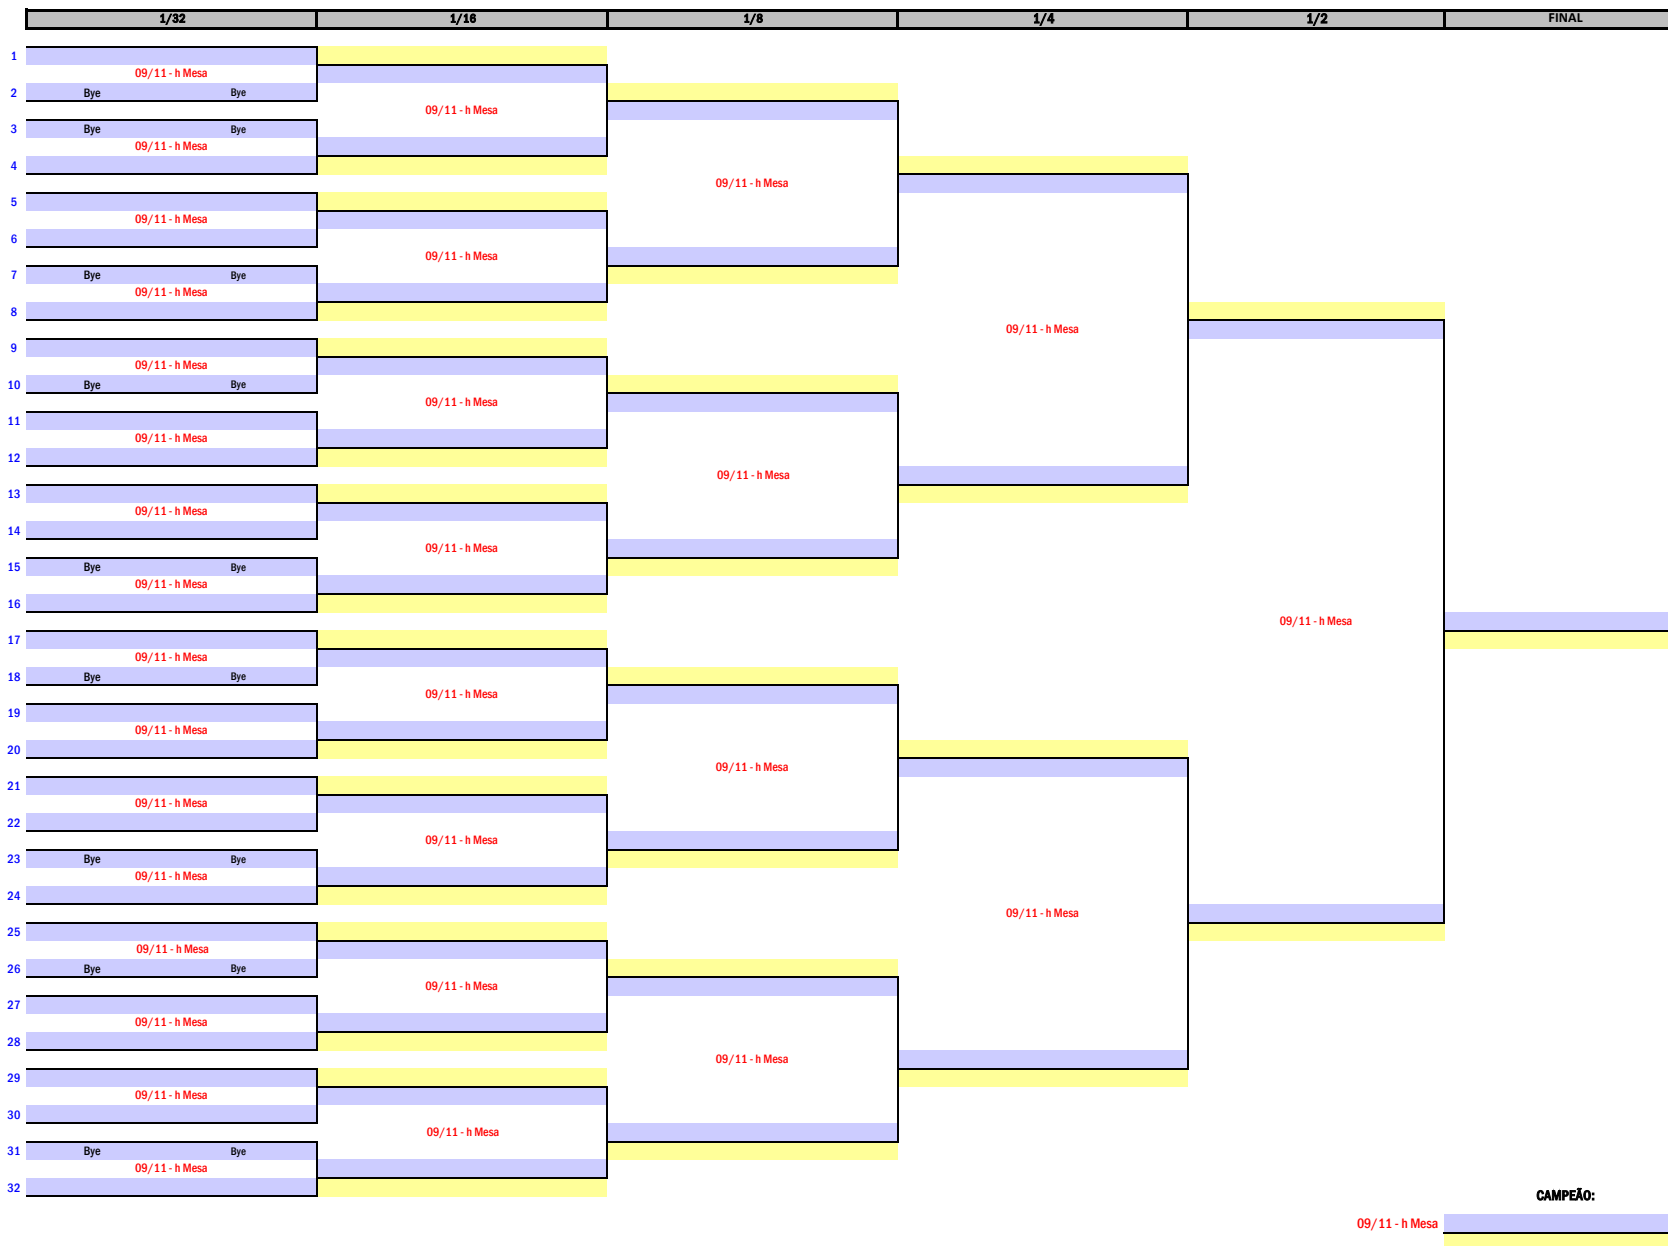 1/32 1/16 1/8 1/4 1/2 FINAL
1
09/11 - h Mesa
2 Bye Bye
09/11 - h Mesa
3 Bye Bye
09/11 - h Mesa
4
09/11 - h Mesa
5
09/11 - h Mesa
6
09/11 - h Mesa
7 Bye Bye
09/11 - h Mesa
8
09/11 - h Mesa
9
09/11 - h Mesa
10 Bye Bye
09/11 - h Mesa
11
09/11 - h Mesa
12
09/11 - h Mesa
13
09/11 - h Mesa
14
09/11 - h Mesa
15 Bye Bye
09/11 - h Mesa
16
09/11 - h Mesa
17
09/11 - h Mesa
18 Bye Bye
09/11 - h Mesa
19
09/11 - h Mesa
20
09/11 - h Mesa
21
09/11 - h Mesa
22
09/11 - h Mesa
23 Bye Bye
09/11 - h Mesa
24
09/11 - h Mesa
25
09/11 - h Mesa
26 Bye Bye
09/11 - h Mesa
27
09/11 - h Mesa
28
09/11 - h Mesa
29
09/11 - h Mesa
30
09/11 - h Mesa
31 Bye Bye
09/11 - h Mesa
32
CAMPEÃO:
09/11 - h Mesa